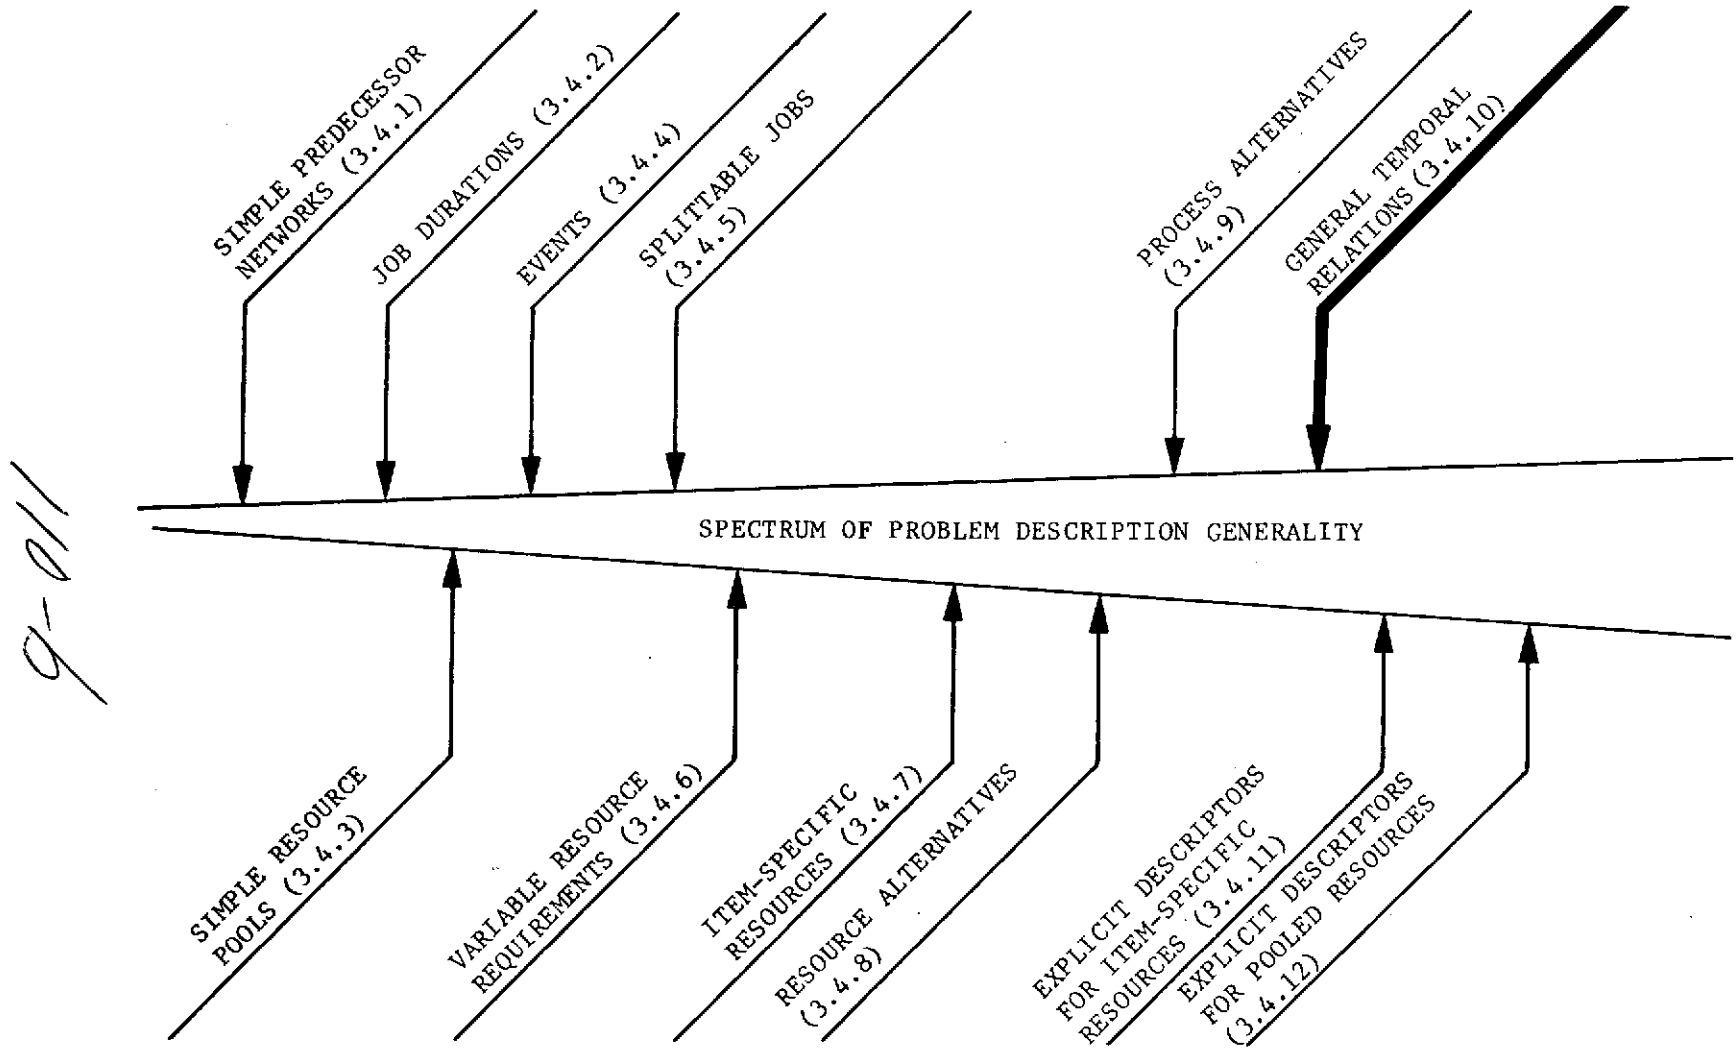 SIMPLE PREDECESSOR
NETWORKS (3.4.1)
JOB DURATIONS (3.4.2)
EVENTS (3.4.4)
SPLITTABLE JOBS
(3.4.5)
PROCESS ALTERNATIVES
(3.4.9)
GENERAL TEMPORAL
RELATIONS (3.4.10)
SPECTRUM OF PROBLEM DESCRIPTION GENERALITY
SIMPLE RESOURCE
POOLS (3.4.3)
VARIABLE RESOURCE
REQUIREMENTS (3.4.6)
ITEM-SPECIFIC
RESOURCES (3.4.7)
RESOURCE ALTERNATIVES
(3.4.8)
EXPLICIT DESCRIPTORS
FOR ITEM-SPECIFIC
RESOURCES (3.4.11)
EXPLICIT DESCRIPTORS
FOR POOLED RESOURCES
(3.4.12)